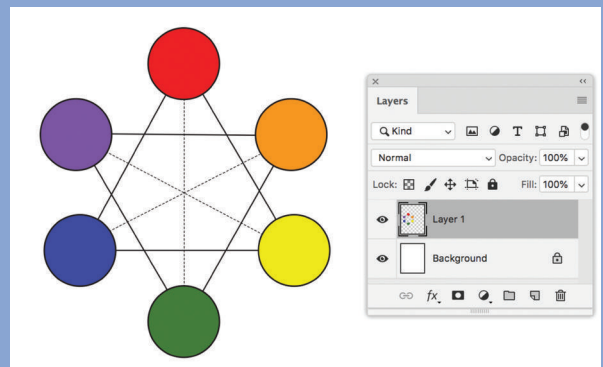 Layers
Kind
Normal Opacity: 100%
Lock: Fill: 100%
Layer 1
Background
fx